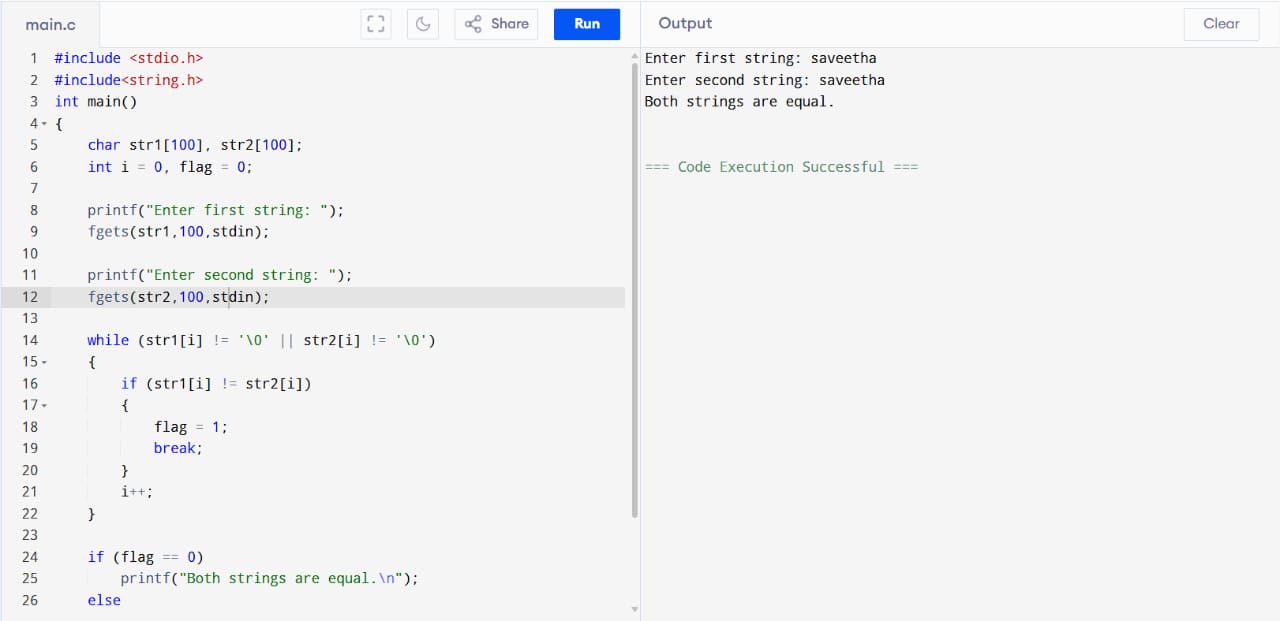 main.c
Share
Run
Output
Clear
1 #include <stdio.h>
2 #include<string.h>
3 int main()
4 {
5     char str1[100], str2[100];
6     int i = 0, flag = 0;
7
8     printf("Enter first string: ");
9     fgets(str1,100,stdin);
10
11     printf("Enter second string: ");
12     fgets(str2,100,stdin);
13
14     while (str1[i] != '\0' || str2[i] != '\0')
15     {
16         if (str1[i] != str2[i])
17         {
18             flag = 1;
19             break;
20         }
21         i++;
22     }
23
24     if (flag == 0)
25         printf("Both strings are equal.\n");
26     else
Enter first string: saveetha
Enter second string: saveetha
Both strings are equal.
=== Code Execution Successful ===